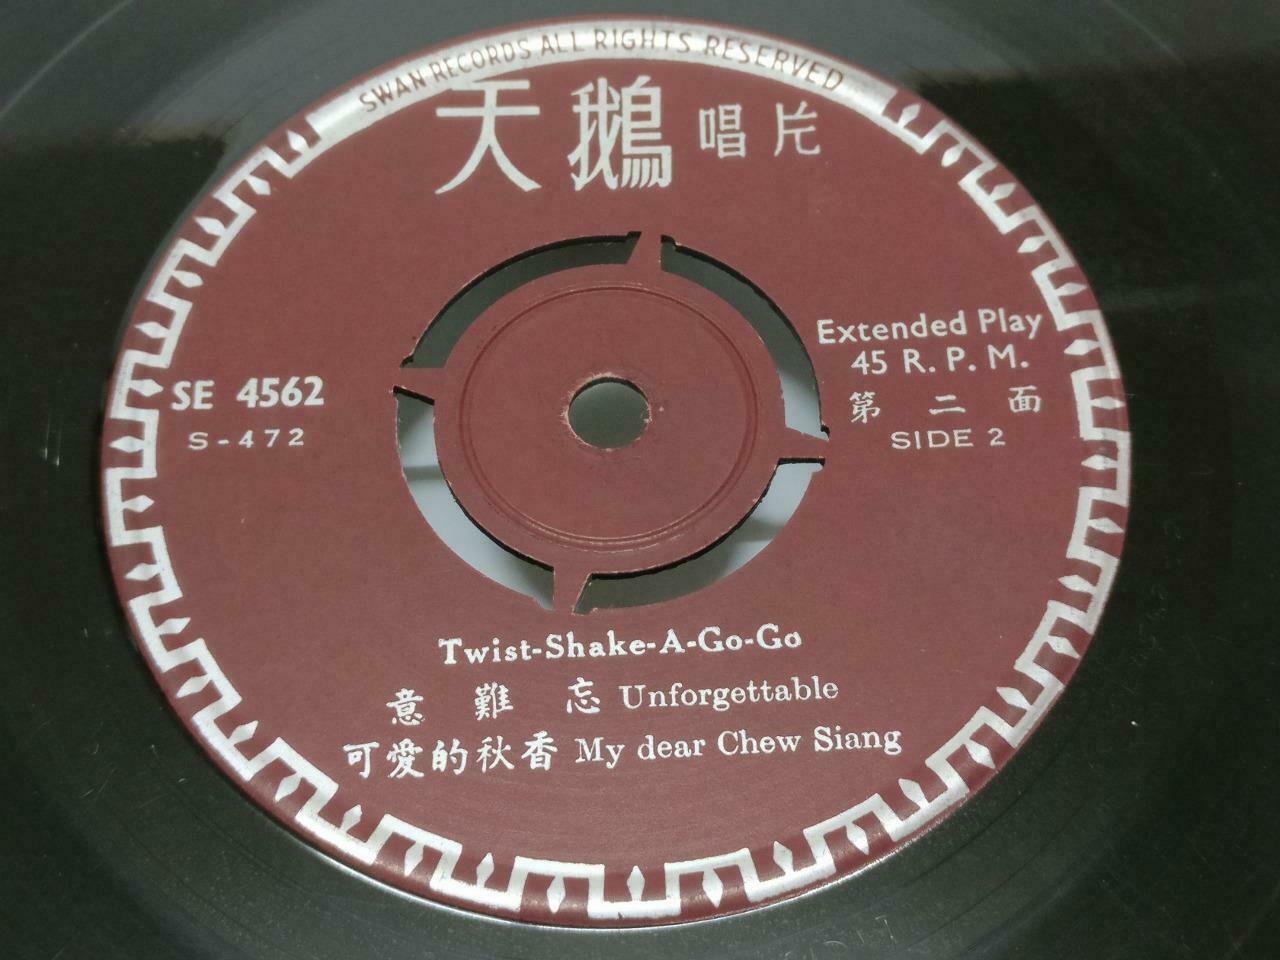 SWAN RECORDS ALL RIGHTS RESERVED
天鵝唱片
Extended Play
45 R. P. M.
第二面
SIDE 2
SE 4562
S-472
Twist-Shake-A-Go-Go
意難忘 Unforgettable
可愛的秋香 My dear Chew Siang